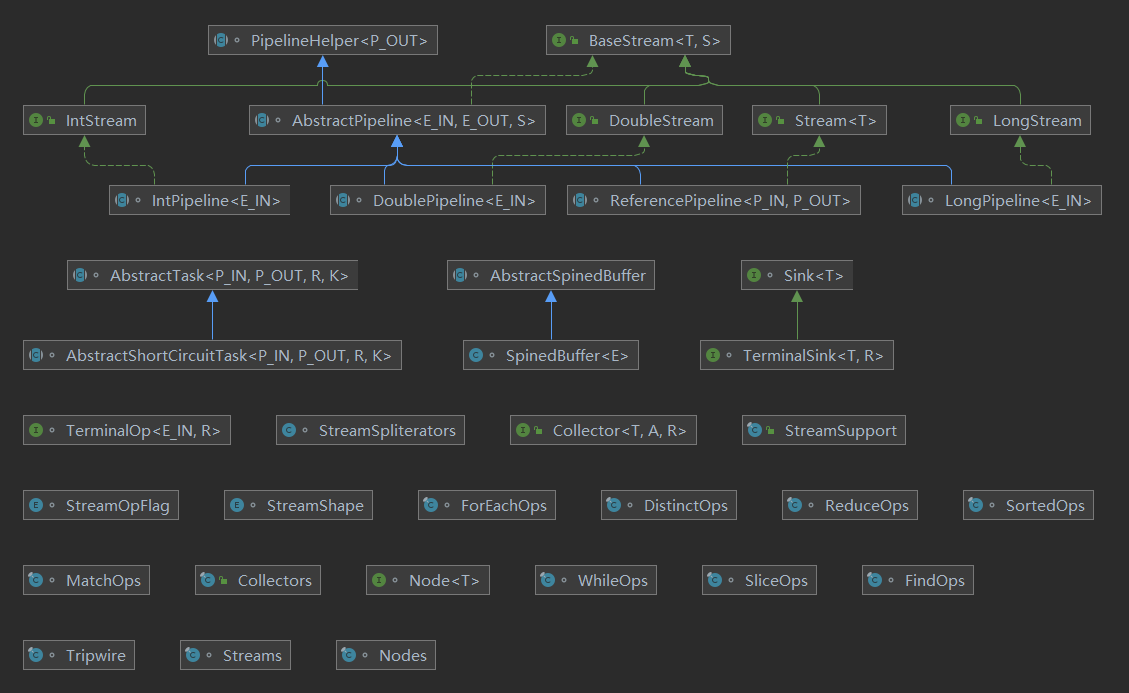 PipelineHelper<P_OUT>
BaseStream<T, S>
IntStream
AbstractPipeline<E_IN, E_OUT, S>
DoubleStream
Stream<T>
LongStream
IntPipeline<E_IN>
DoublePipeline<E_IN>
ReferencePipeline<P_IN, P_OUT>
LongPipeline<E_IN>
AbstractTask<P_IN, P_OUT, R, K>
AbstractSpinedBuffer
Sink<T>
AbstractShortCircuitTask<P_IN, P_OUT, R, K>
SpinedBuffer<E>
TerminalSink<T, R>
TerminalOp<E_IN, R>
StreamSpliterators
Collector<T, A, R>
StreamSupport
StreamOpFlag
StreamShape
ForEachOps
DistinctOps
ReduceOps
SortedOps
MatchOps
Collectors
Node<T>
WhileOps
SliceOps
FindOps
Tripwire
Streams
Nodes